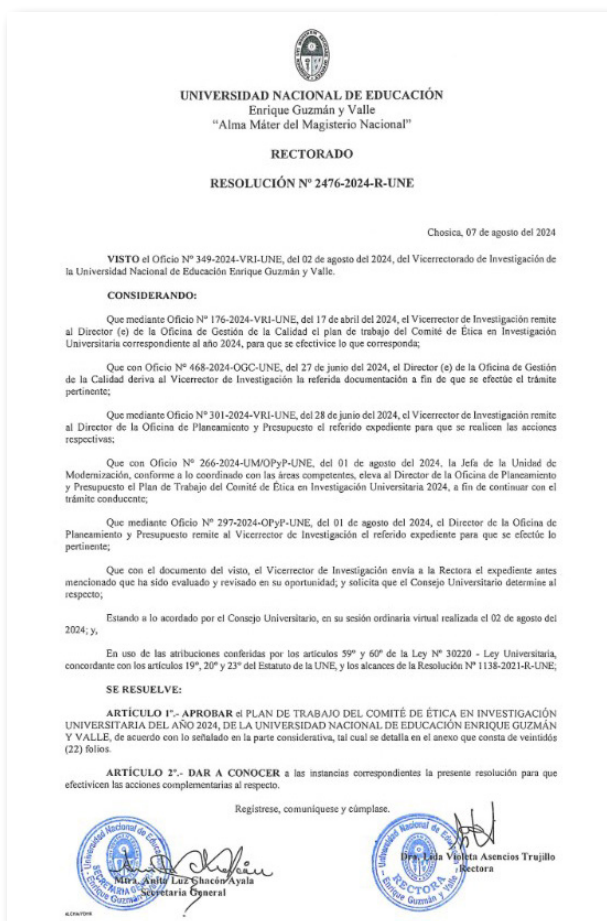 UNIVERSIDAD NACIONAL DE EDUCACIÓN
Enrique Guzmán y Valle
“Alma Máter del Magisterio Nacional”
RECTORADO
RESOLUCIÓN Nº 2476-2024-R-UNE
Chosica, 07 de agosto del 2024
VISTO el Oficio Nº 349-2024-VRI-UNE, del 02 de agosto del 2024, del Vicerrectorado de Investigación de
la Universidad Nacional de Educación Enrique Guzmán y Valle.
CONSIDERANDO:
Que mediante Oficio Nº 176-2024-VRI-UNE, del 17 de abril del 2024, el Vicerrector de Investigación remite
al Director (e) de la Oficina de Gestión de la Calidad el plan de trabajo del Comité de Ética en Investigación
Universitaria correspondiente al año 2024, para que se efectivice lo que corresponda;
Que con Oficio Nº 468-2024-OGC-UNE, del 27 de junio del 2024, el Director (e) de la Oficina de Gestión
de la Calidad deriva al Vicerrector de Investigación la referida documentación a fin de que se efectúe el trámite
pertinente;
Que mediante Oficio Nº 301-2024-VRI-UNE, del 28 de junio del 2024, el Vicerrector de Investigación remite
al Director de la Oficina de Planeamiento y Presupuesto el referido expediente para que se realicen las acciones
respectivas;
Que con Oficio Nº 266-2024-UM/OPyP-UNE, del 01 de agosto del 2024, la Jefa de la Unidad de
Modernización, conforme a lo coordinado con las áreas competentes, eleva al Director de la Oficina de Planeamiento
y Presupuesto el Plan de Trabajo del Comité de Ética en Investigación Universitaria 2024, a fin de continuar con el
trámite conducente;
Que mediante Oficio Nº 297-2024-OPyP-UNE, del 01 de agosto del 2024, el Director de la Oficina de
Planeamiento y Presupuesto remite al Vicerrector de Investigación el referido expediente para que se efectúe lo
pertinente;
Que con el documento del visto, el Vicerrector de Investigación envía a la Rectora el expediente antes
mencionado que ha sido evaluado y revisado en su oportunidad; y solicita que el Consejo Universitario determine al
respecto;
Estando a lo acordado por el Consejo Universitario, en su sesión ordinaria virtual realizada el 02 de agosto del
2024; y,
En uso de las atribuciones conferidas por los artículos 59º y 60º de la Ley Nº 30220 - Ley Universitaria,
concordante con los artículos 19º, 20º y 23º del Estatuto de la UNE, y los alcances de la Resolución Nº 1138-2021-R-UNE;
SE RESUELVE:
ARTÍCULO 1º.- APROBAR el PLAN DE TRABAJO DEL COMITÉ DE ÉTICA EN INVESTIGACIÓN
UNIVERSITARIA DEL AÑO 2024, DE LA UNIVERSIDAD NACIONAL DE EDUCACIÓN ENRIQUE GUZMÁN
Y VALLE, de acuerdo con lo señalado en la parte considerativa, tal cual se detalla en el anexo que consta de veintidós
(22) folios.
ARTÍCULO 2º.- DAR A CONOCER a las instancias correspondientes la presente resolución para que
efectivicen las acciones complementarias al respecto.
Regístrese, comuníquese y cúmplase.
Universidad Nacional de Educación
Enrique Guzmán y Valle
SECRETARIA GENERAL
Mtra. Anita Luz Chacón Ayala
Secretaria General
Universidad Nacional de Educación
Enrique Guzmán y Valle
RECTORA
Dra. Lida Violeta Asencios Trujillo
Rectora